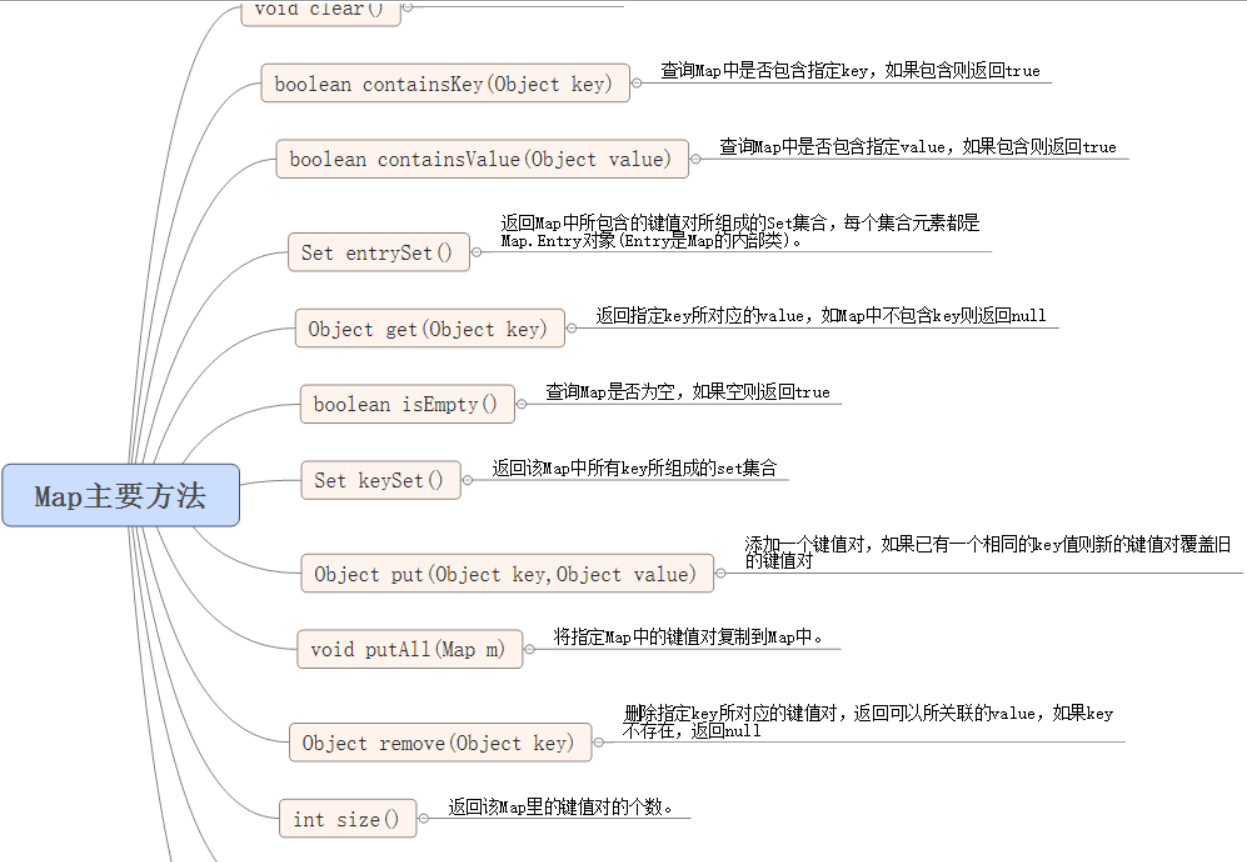 void clear()
boolean containsKey(Object key)
查询Map中是否包含指定key，如果包含则返回true
boolean containsValue(Object value)
查询Map中是否包含指定value，如果包含则返回true
返回Map中所包含的键值对所组成的Set集合，每个集合元素都是
Map.Entry对象(Entry是Map的内部类)。
Set entrySet()
Object get(Object key)
返回指定key所对应的value，如Map中不包含key则返回null
boolean isEmpty()
查询Map是否为空，如果空则返回true
Set keySet()
返回该Map中所有key所组成的set集合
Map主要方法
添加一个键值对，如果已有一个相同的key值则新的键值对覆盖旧
的键值对
Object put(Object key,Object value)
void putAll(Map m)
将指定Map中的键值对复制到Map中。
删除指定key所对应的键值对，返回可以所关联的value，如果key
不存在，返回null
Object remove(Object key)
int size()
返回该Map里的键值对的个数。